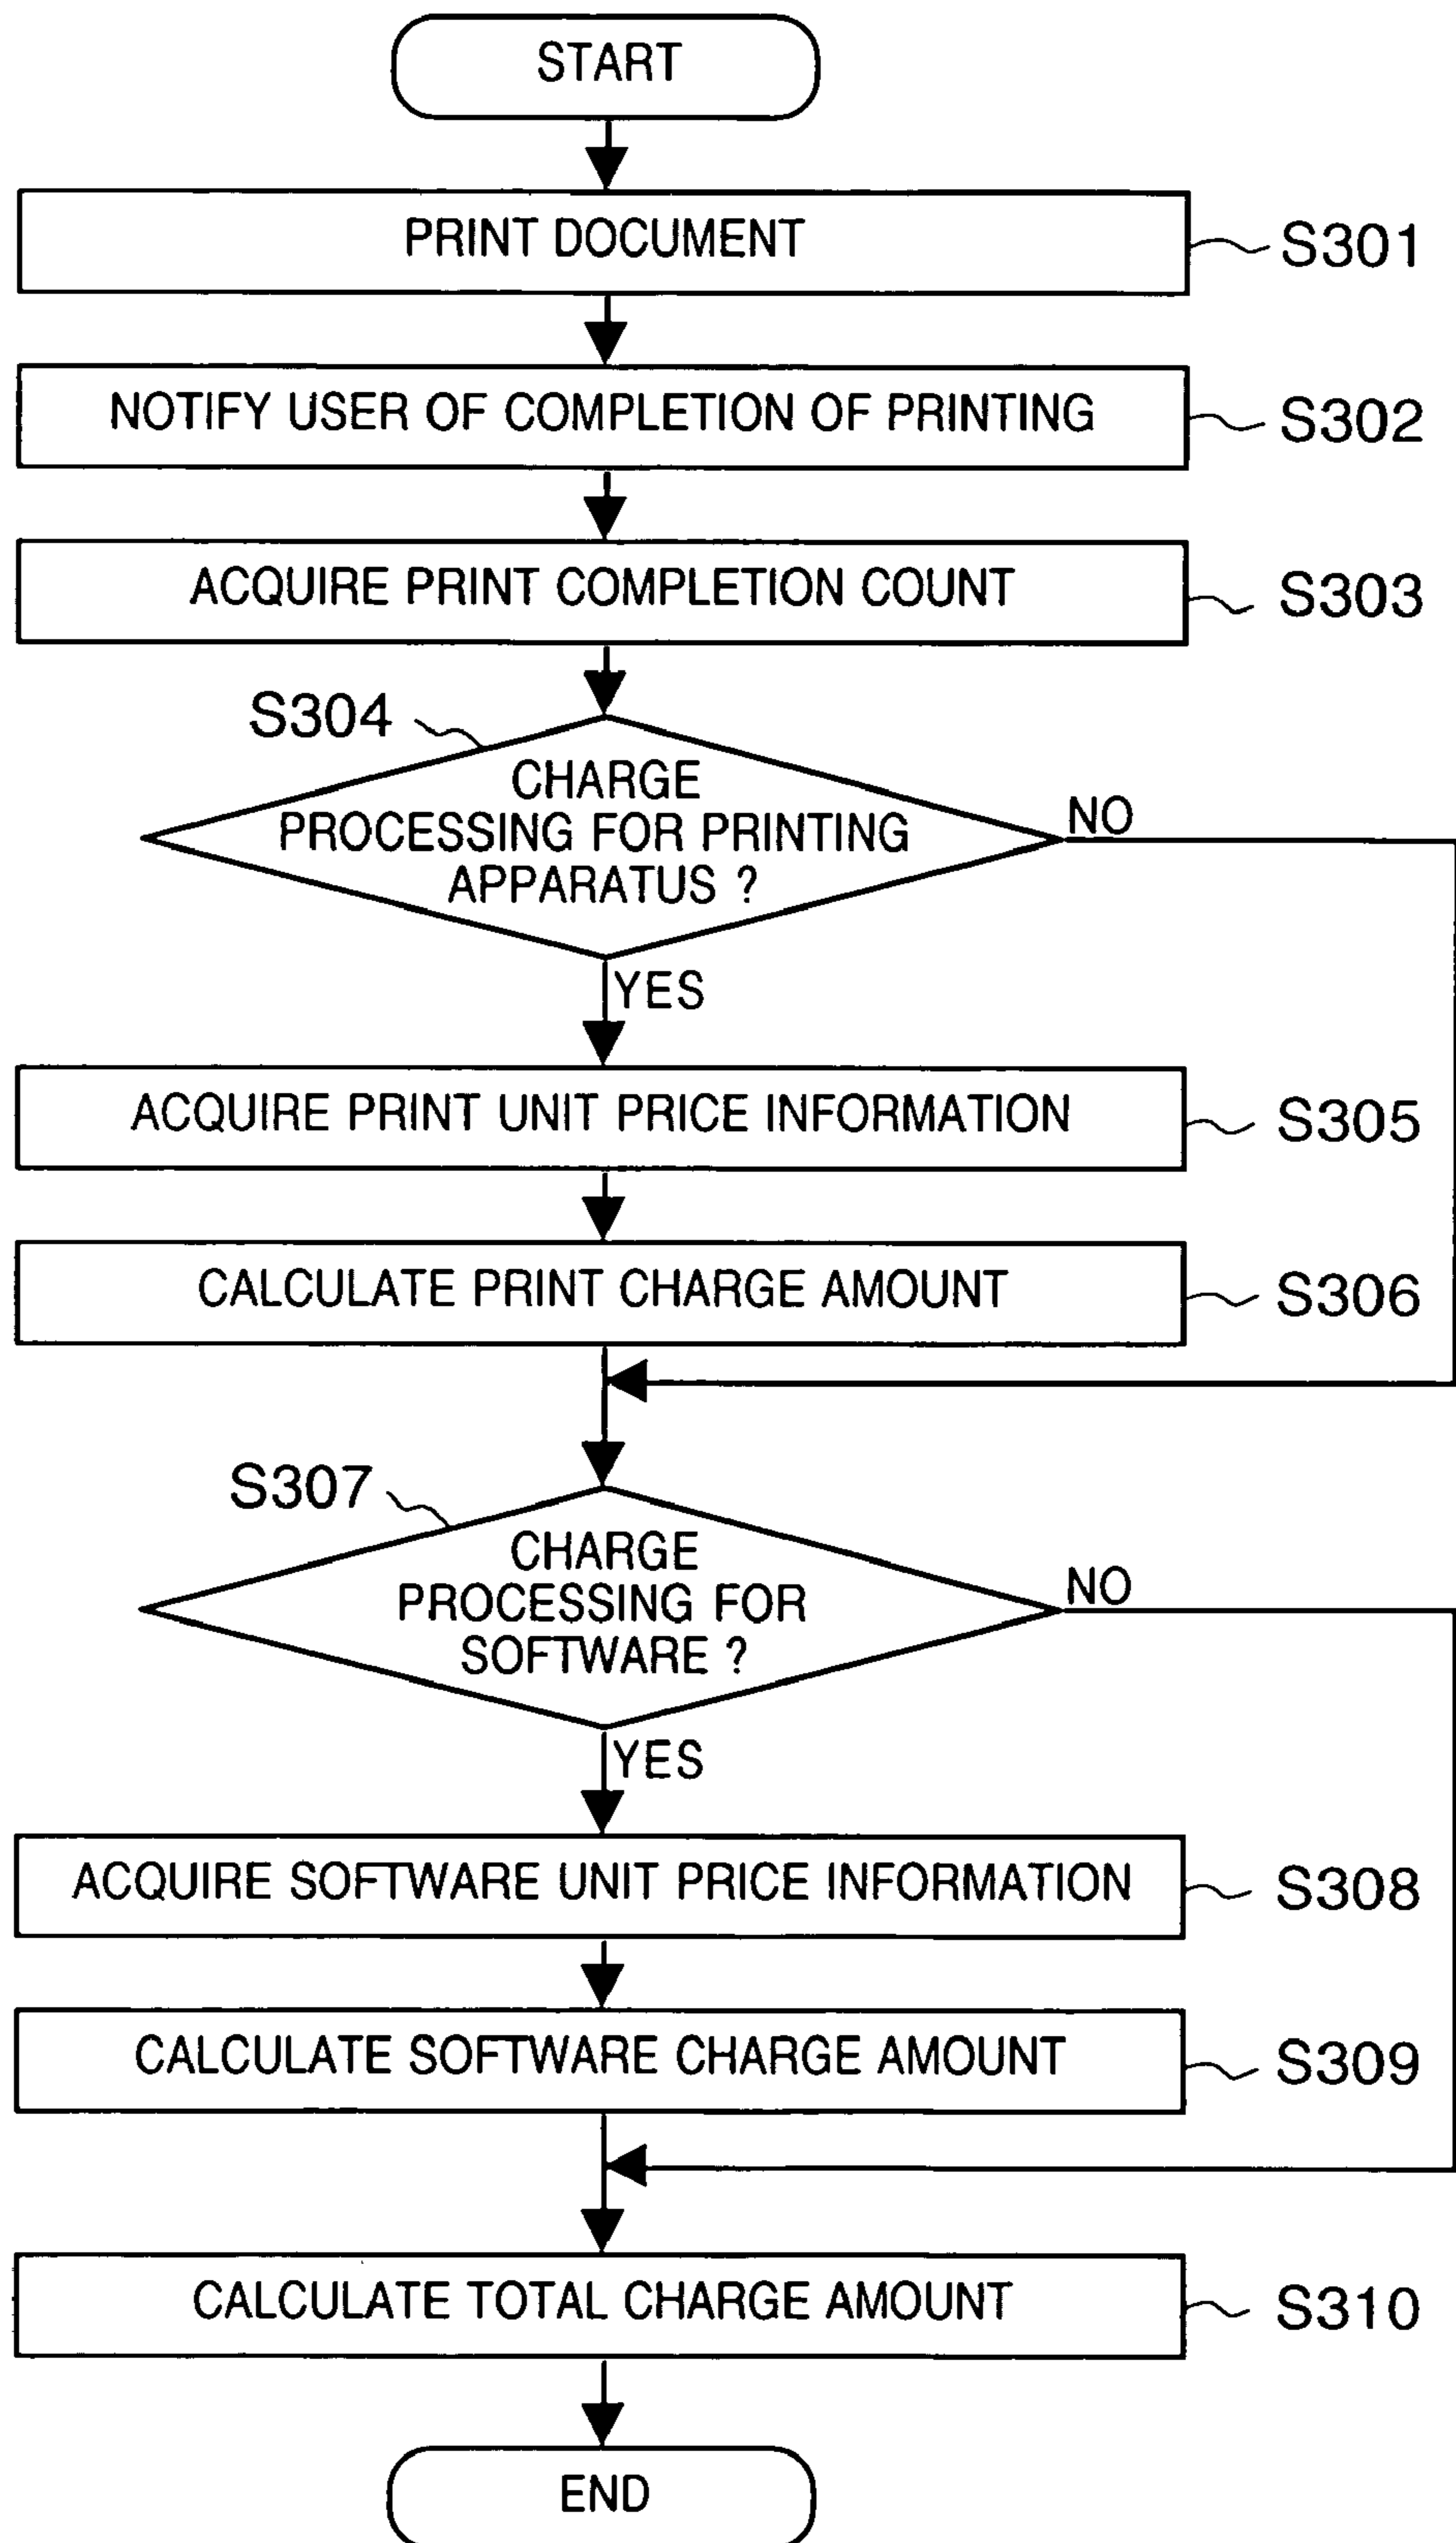 START
PRINT DOCUMENT
S301
NOTIFY USER OF COMPLETION OF PRINTING
S302
ACQUIRE PRINT COMPLETION COUNT
S303
S304
CHARGE
PROCESSING FOR PRINTING
APPARATUS ?
NO
YES
ACQUIRE PRINT UNIT PRICE INFORMATION
S305
CALCULATE PRINT CHARGE AMOUNT
S306
S307
CHARGE
PROCESSING FOR
SOFTWARE ?
NO
YES
ACQUIRE SOFTWARE UNIT PRICE INFORMATION
S308
CALCULATE SOFTWARE CHARGE AMOUNT
S309
CALCULATE TOTAL CHARGE AMOUNT
S310
END